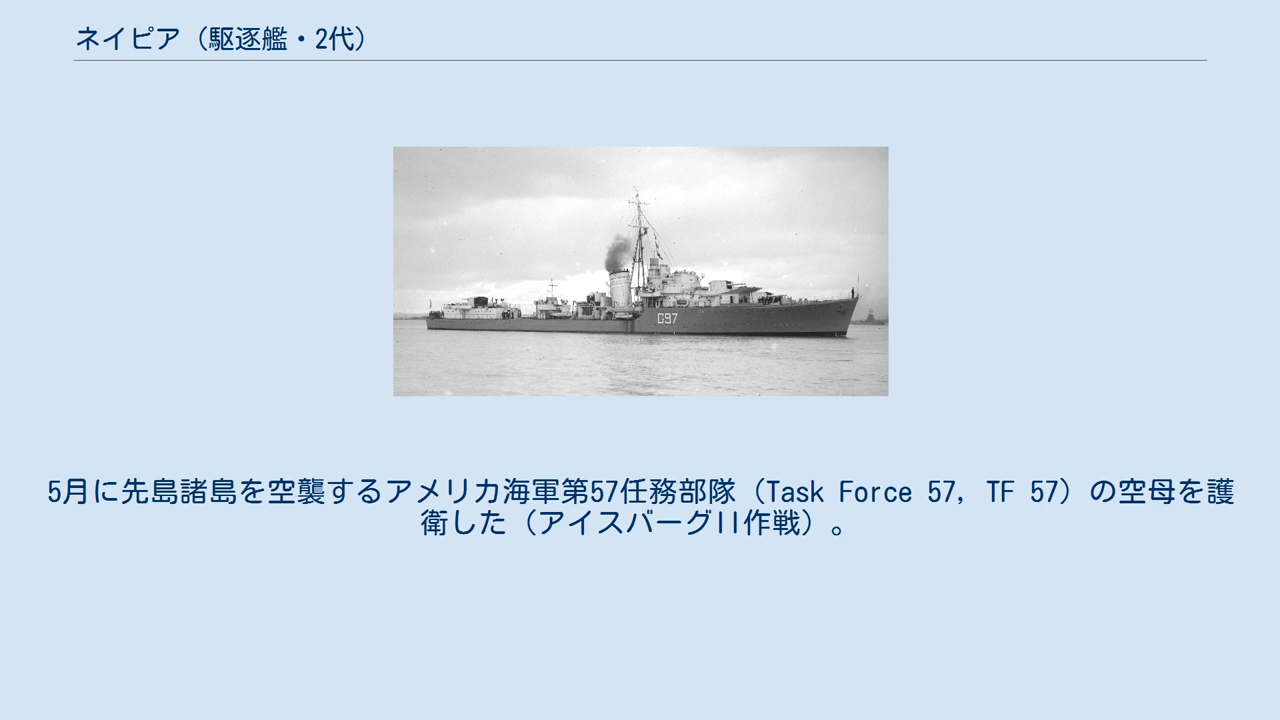 ネイピア（駆逐艦・2代）
G97
5月に先島諸島を空襲するアメリカ海軍第57任務部隊（Task Force 57, TF 57）の空母を護
衛した（アイスバーグII作戦）。